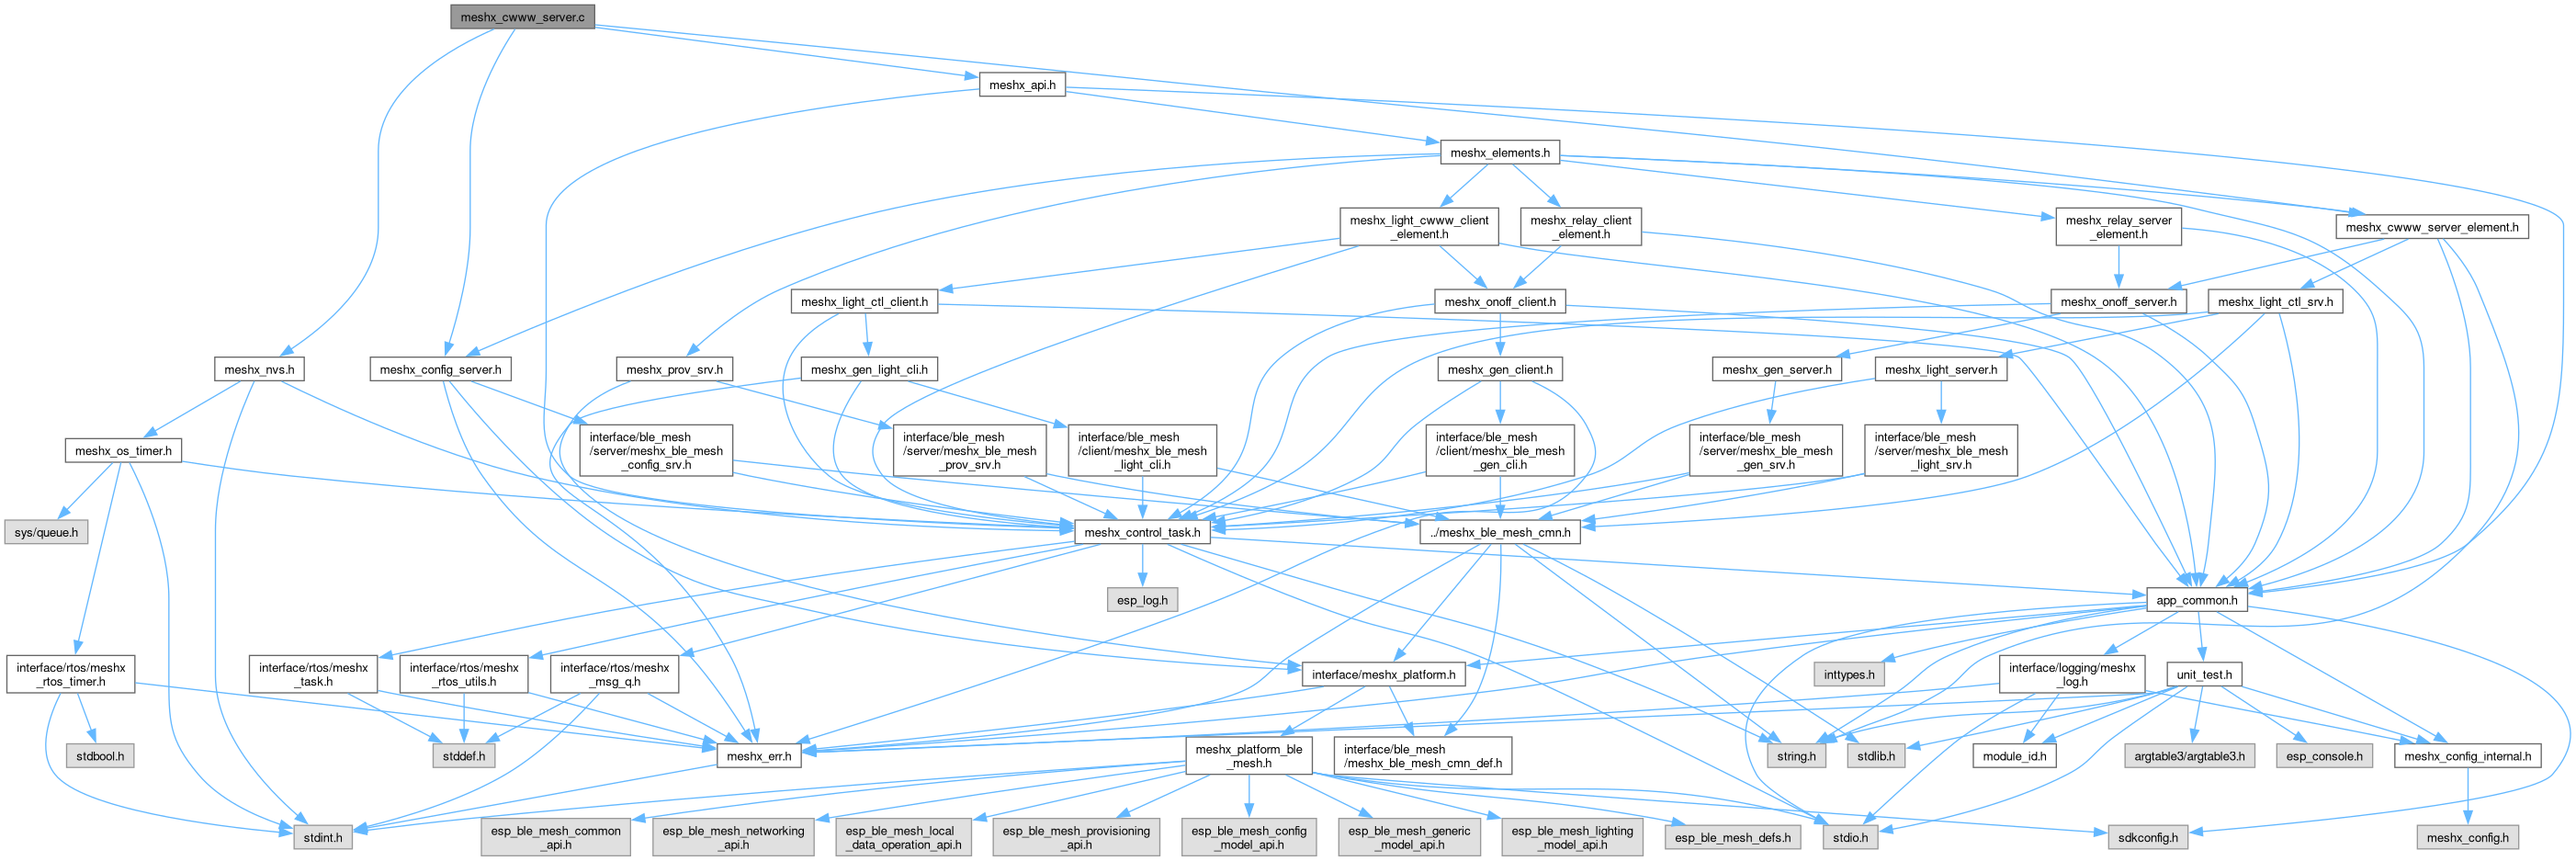 meshx_cwww_server.c
meshx_api.h
meshx_elements.h
meshx_light_cwww_client
_element.h
meshx_relay_client
_element.h
meshx_relay_server
_element.h
meshx_cwww_server_element.h
meshx_light_ctl_client.h
meshx_onoff_client.h
meshx_onoff_server.h
meshx_light_ctl_srv.h
meshx_nvs.h
meshx_config_server.h
meshx_prov_srv.h
meshx_gen_light_cli.h
meshx_gen_client.h
meshx_gen_server.h
meshx_light_server.h
meshx_os_timer.h
interface/ble_mesh
/server/meshx_ble_mesh
_config_srv.h
interface/ble_mesh
/server/meshx_ble_mesh
_prov_srv.h
interface/ble_mesh
/client/meshx_ble_mesh
_light_cli.h
interface/ble_mesh
/client/meshx_ble_mesh
_gen_cli.h
interface/ble_mesh
/server/meshx_ble_mesh
_gen_srv.h
interface/ble_mesh
/server/meshx_ble_mesh
_light_srv.h
sys/queue.h
meshx_control_task.h
../meshx_ble_mesh_cmn.h
esp_log.h
app_common.h
interface/rtos/meshx
_rtos_timer.h
interface/rtos/meshx
_task.h
interface/rtos/meshx
_rtos_utils.h
interface/rtos/meshx
_msg_q.h
interface/meshx_platform.h
inttypes.h
interface/logging/meshx
_log.h
unit_test.h
stdbool.h
stddef.h
meshx_err.h
meshx_platform_ble
_mesh.h
interface/ble_mesh
/meshx_ble_mesh_cmn_def.h
string.h
stdlib.h
module_id.h
argtable3/argtable3.h
esp_console.h
meshx_config_internal.h
stdint.h
esp_ble_mesh_common
_api.h
esp_ble_mesh_networking
_api.h
esp_ble_mesh_local
_data_operation_api.h
esp_ble_mesh_provisioning
_api.h
esp_ble_mesh_config
_model_api.h
esp_ble_mesh_generic
_model_api.h
esp_ble_mesh_lighting
_model_api.h
esp_ble_mesh_defs.h
stdio.h
sdkconfig.h
meshx_config.h